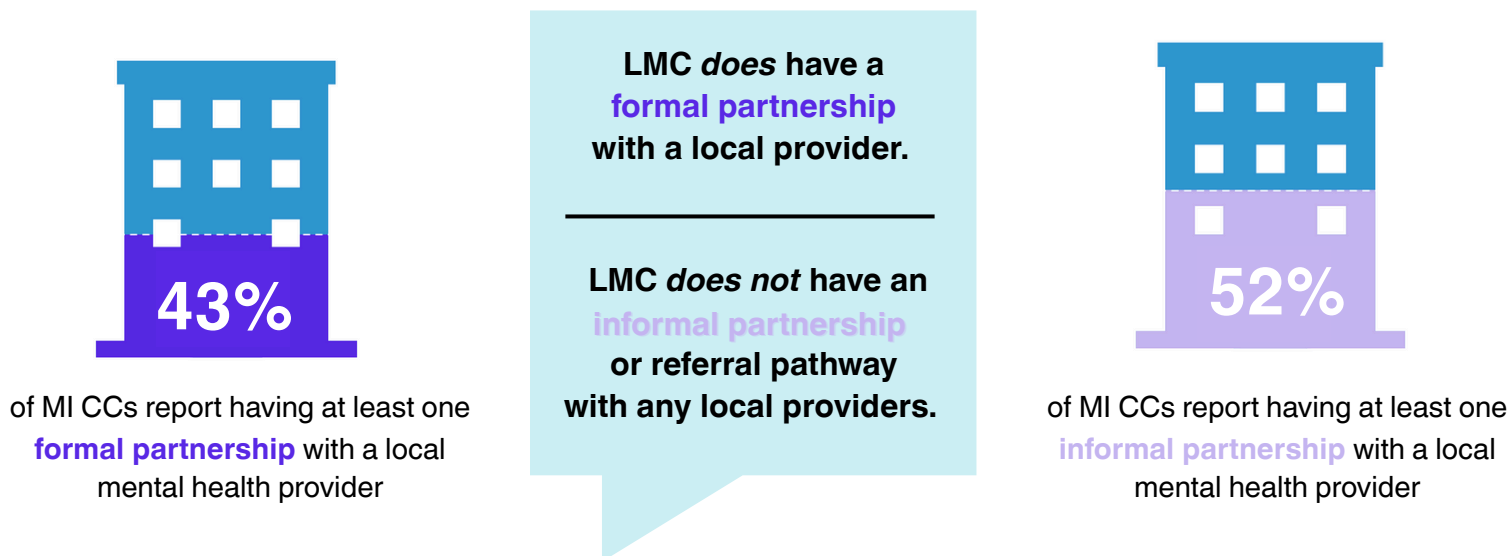 43%
of MI CCs report having at least one
formal partnership with a local
mental health provider
LMC does have a
formal partnership
with a local provider.
LMC does not have an
informal partnership
or referral pathway
with any local providers.
52%
of MI CCs report having at least one
informal partnership with a local
mental health provider